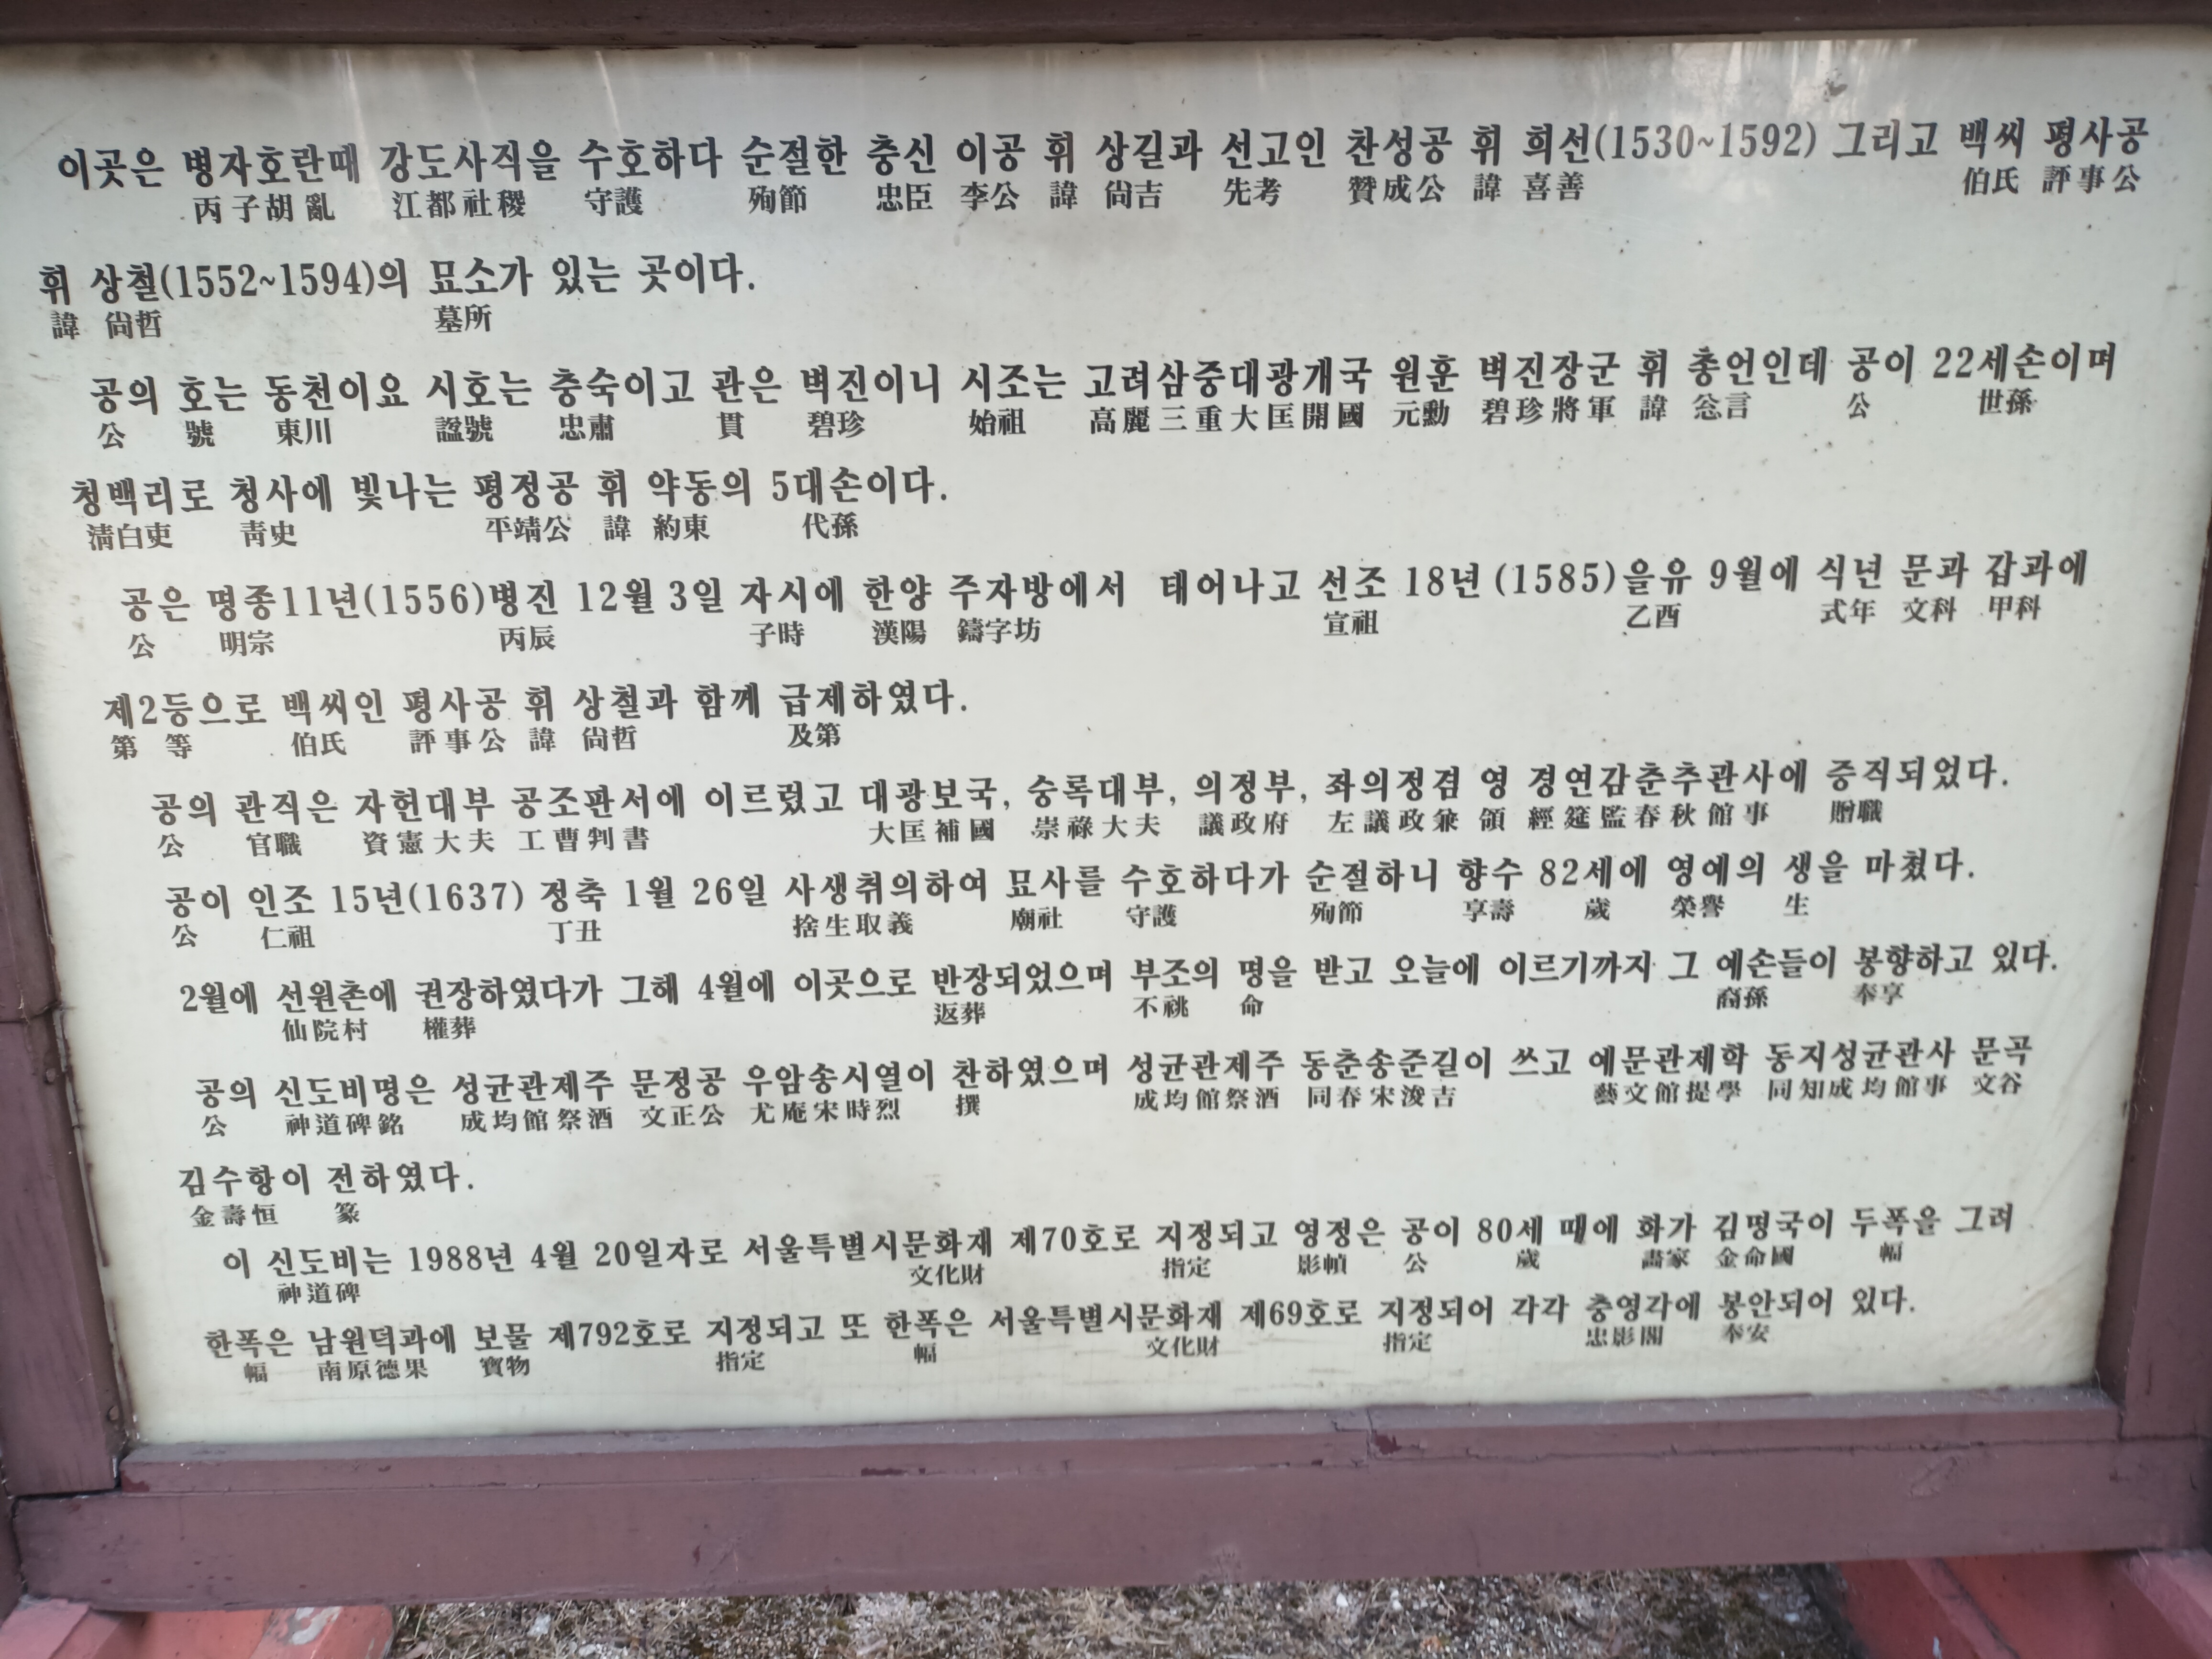 이곳은 병자호란때 강도사직을 수호하다 순절한 충신 이공 휘 상길과 선고인 찬성공 휘 희선(1530~1592) 그리고 백씨 평사공
丙子胡亂 江都社稷 守護 殉節 忠臣 李公 諱 尙吉 先考 贊成公 諱 喜善 伯氏 評事公
휘 상철(1552~1594)의 묘소가 있는 곳이다.
諱 尙哲 墓所
공의 호는 동천이요 시호는 충숙이고 관은 벽진이니 시조는 고려삼중대광개국 원훈 벽진장군 휘 총언인데 공이 22세손이며
公 號 東川 諡號 忠肅 貫 碧珍 始祖 高麗三重大匡開國 元勳 碧珍將軍 諱 忩言 公 世孫
청백리로 청사에 빛나는 평정공 휘 약동의 5대손이다.
淸白吏 靑史 平靖公 諱 約東 代孫
공은 명종11년(1556)병진 12월 3일 자시에 한양 주자방에서 태어나고 선조 18년 (1585)을유 9월에 식년 문과 갑과에
公 明宗 丙辰 子時 漢陽 鑄字坊 宣祖 乙酉 式年 文科 甲科
제2등으로 백씨인 평사공 휘 상철과 함께 급제하였다.
第 等 伯氏 評事公 諱 尙哲 及第
공의 관직은 자헌대부 공조판서에 이르렀고 대광보국, 숭록대부, 의정부, 좌의정겸 영 경연감춘추관사에 증직되었다.
公 官職 資憲大夫 工曹判書 大匡補國 崇祿大夫 議政府 左議政兼 領 經筵監春秋館事 贈職
공이 인조 15년(1637) 정축 1월 26일 사생취의하여 묘사를 수호하다가 순절하니 향수 82세에 영예의 생을 마쳤다.
公 仁祖 丁丑 捨生取義 廟社 守護 殉節 享壽 歲 榮譽 生
2월에 선원촌에 권장하였다가 그해 4월에 이곳으로 반장되었으며 부조의 명을 받고 오늘에 이르기까지 그 예손들이 봉향하고 있다.
仙院村 權葬 返葬 不祧 命 裔孫 奉享
공의 신도비명은 성균관제주 문정공 우암송시열이 찬하였으며 성균관제주 동춘송준길이 쓰고 예문관제학 동지성균관사 문곡
公 神道碑銘 成均館祭酒 文正公 尤庵宋時烈 撰 成均館祭酒 同春宋浚吉 藝文館提學 同知成均館事 文谷
김수항이 전하였다.
金壽恒 篆
이 신도비는 1988년 4월 20일자로 서울특별시문화재 제70호로 지정되고 영정은 공이 80세 때에 화가 김명국이 두폭을 그려
神道碑 文化財 指定 影幀 公 歲 畵家 金命國 幅
한폭은 남원덕과에 보물 제792호로 지정되고 또 한폭은 서울특별시문화재 제69호로 지정되어 각각 충영각에 봉안되어 있다.
幅 南原德果 寶物 指定 幅 文化財 指定 忠影閣 奉安